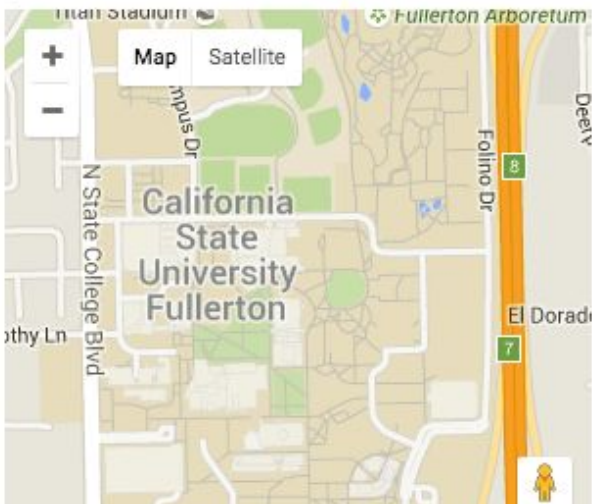 Titan Stadium
Fullerton Arboretum
+
Map Satellite
−
mpus Dr
Deety
8
Folino Dr
N State College Blvd
California
State
University
Fullerton
othy Ln
El Dorado
7